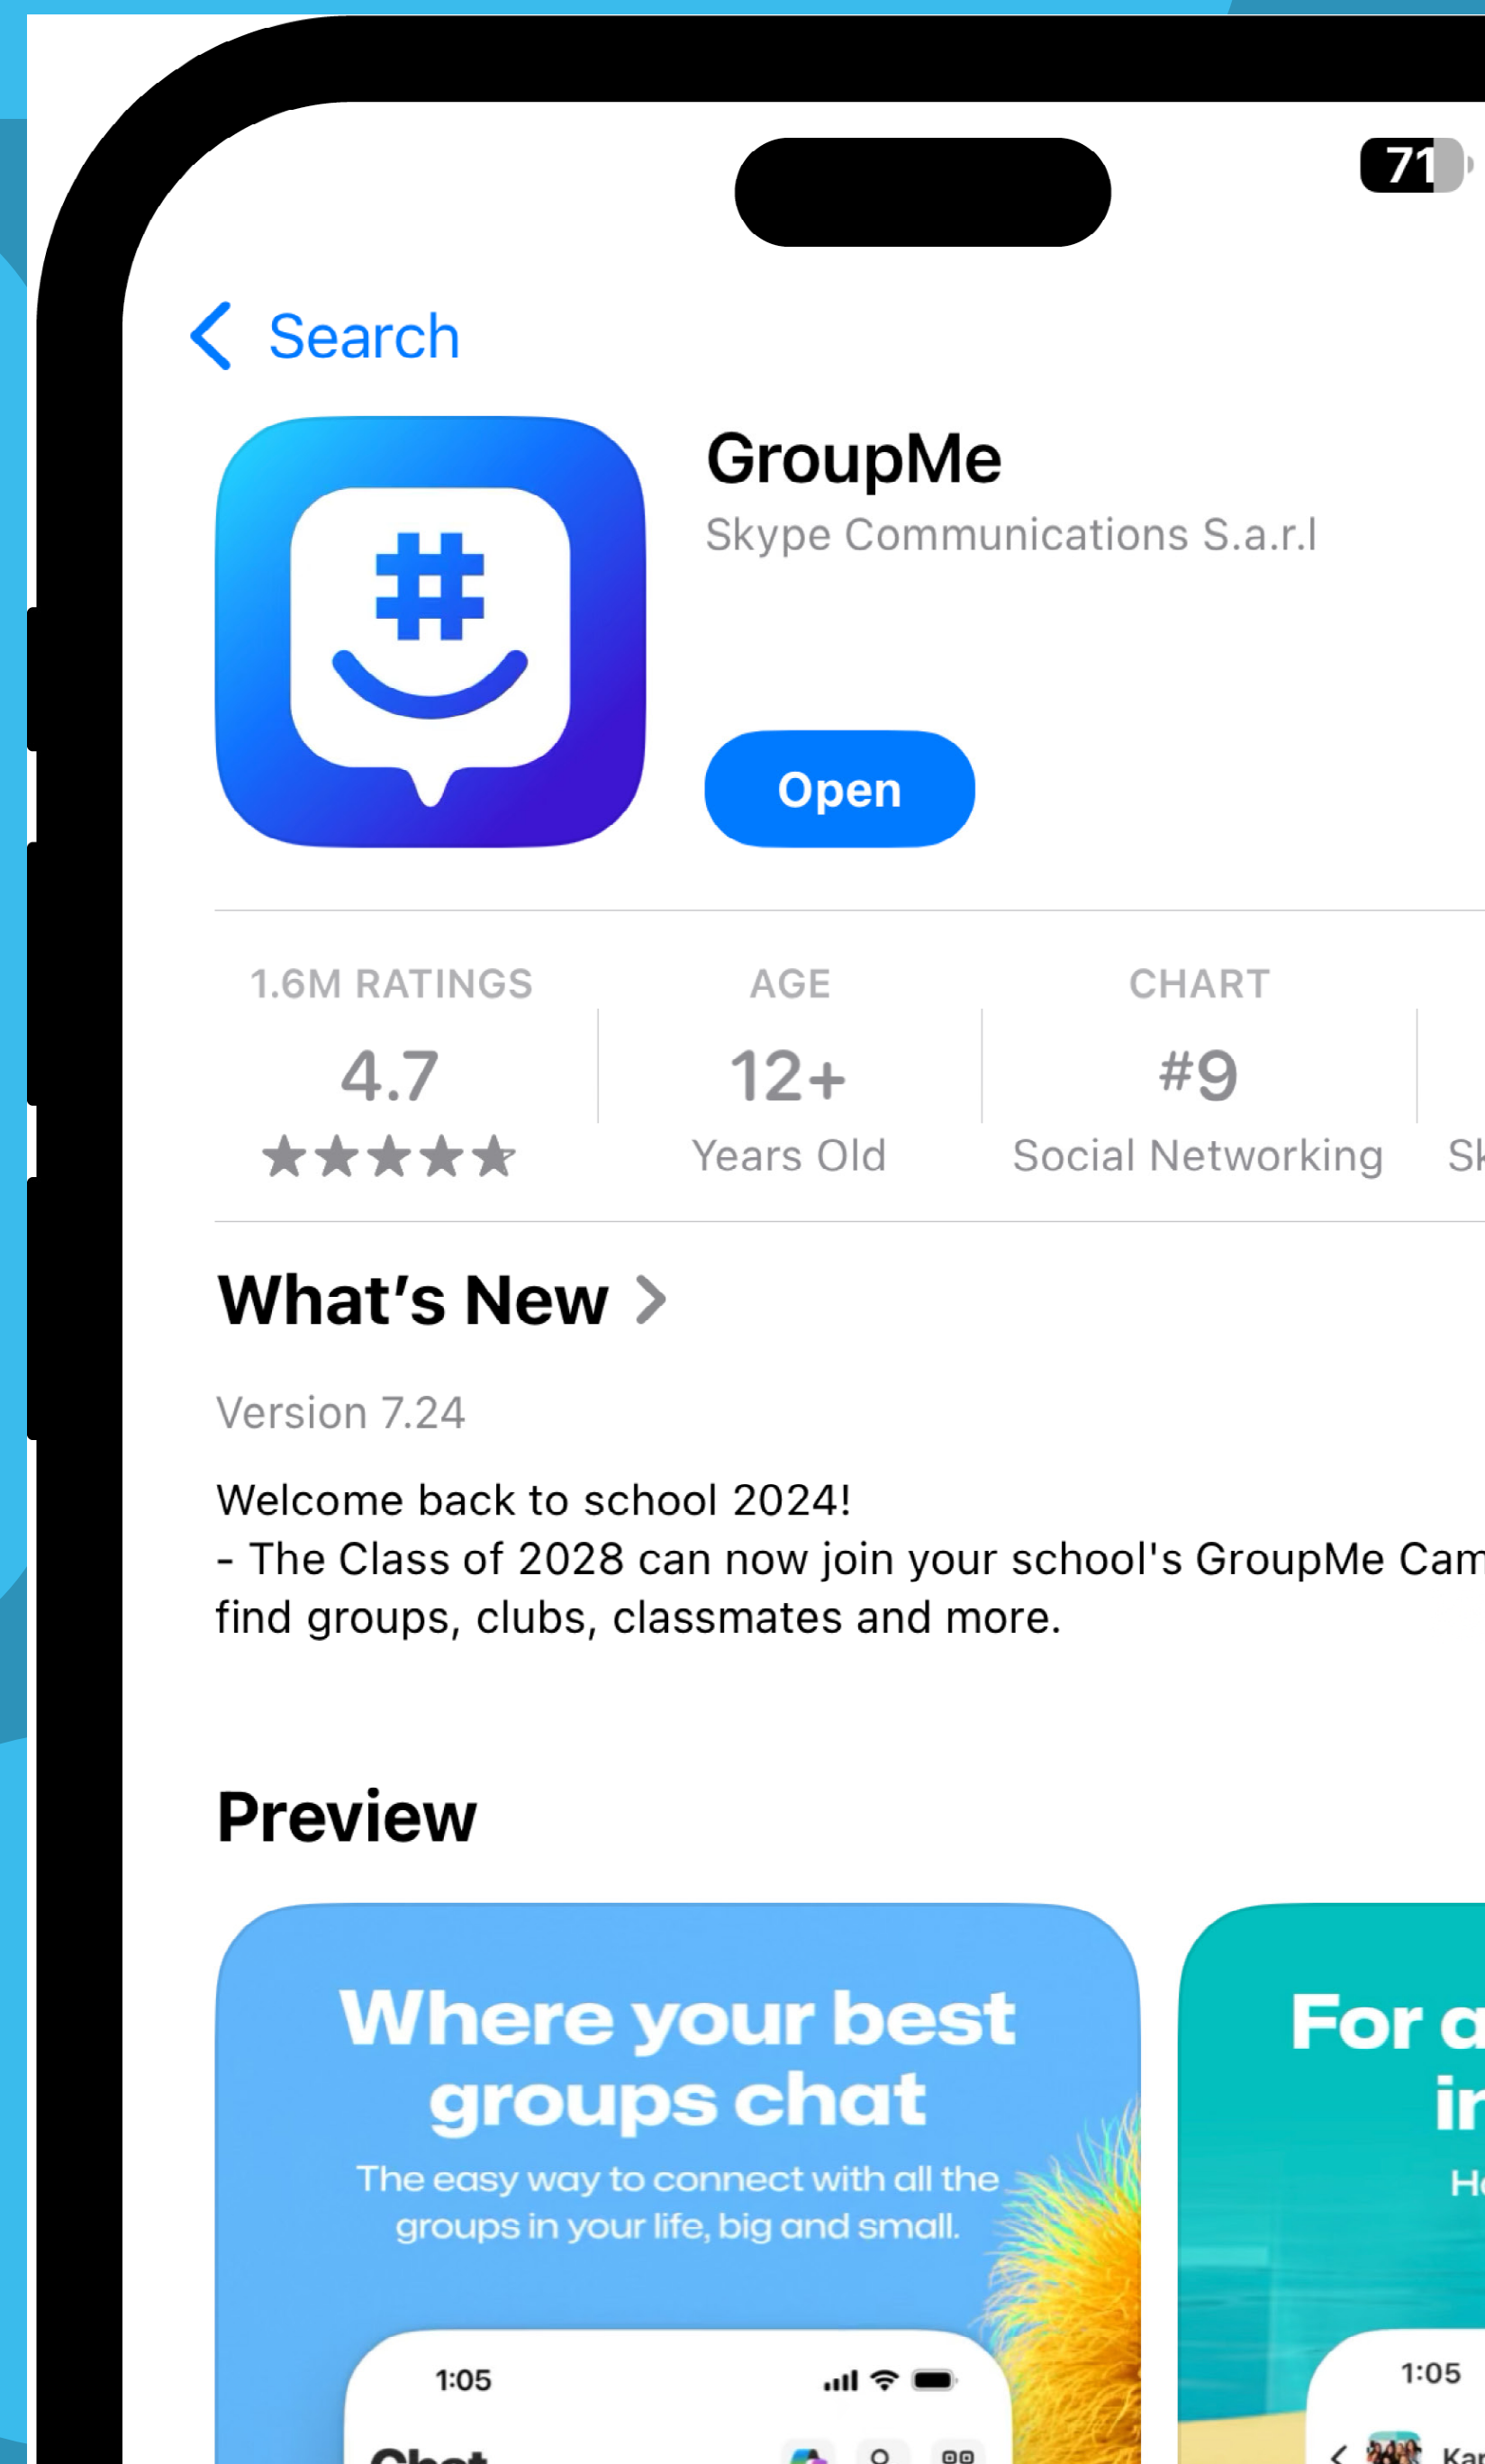 71
Search
GroupMe
Skype Communications S.a.r.l
Open
1.6M RATINGS
AGE
CHART
4.7
12+
#9
Years Old
Social Networking
What's New
Version 7.24
Welcome back to school 2024!
- The Class of 2028 can now join your school's GroupMe
find groups, clubs, classmates and more.
Preview
Where your best
groups chat
The easy way to connect with all the
groups in your life, big and small.
1:05
Chat
For
1:05